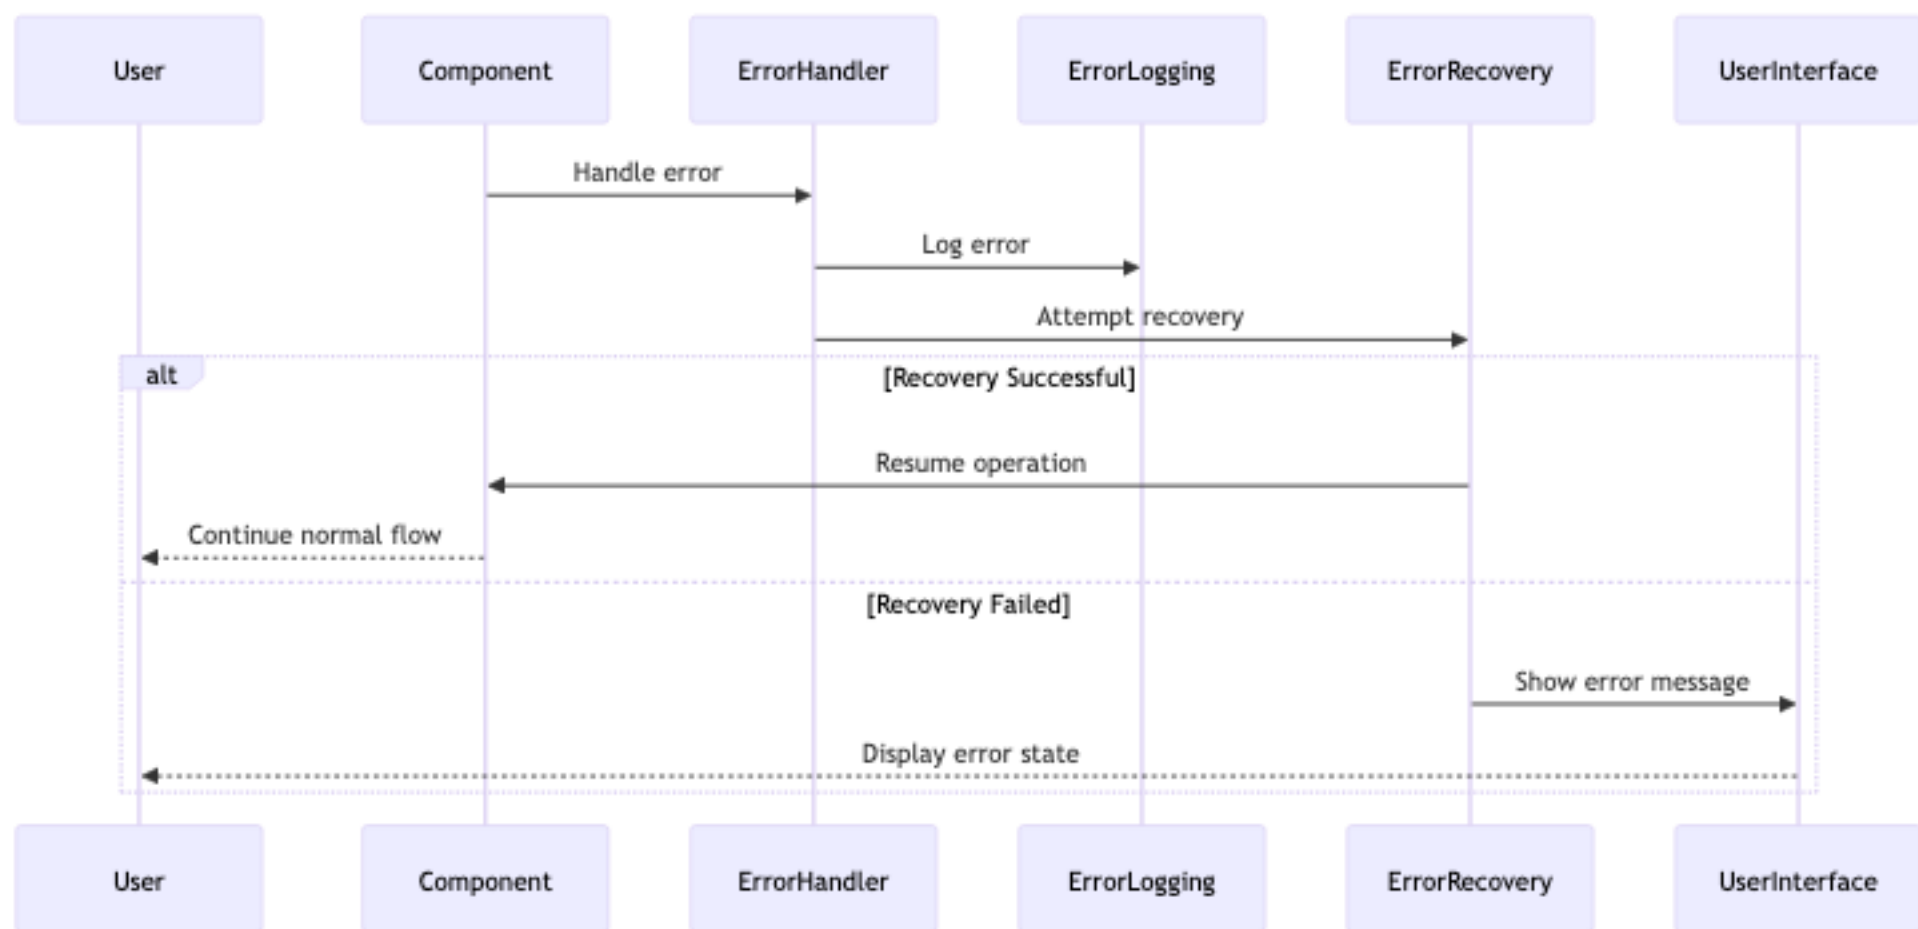 User Component ErrorHandler ErrorLogging ErrorRecovery UserInterface
Handle error
Log error
Attempt recovery
alt [Recovery Successful]
Resume operation
Continue normal flow
[Recovery Failed]
Show error message
Display error state
User Component ErrorHandler ErrorLogging ErrorRecovery UserInterface